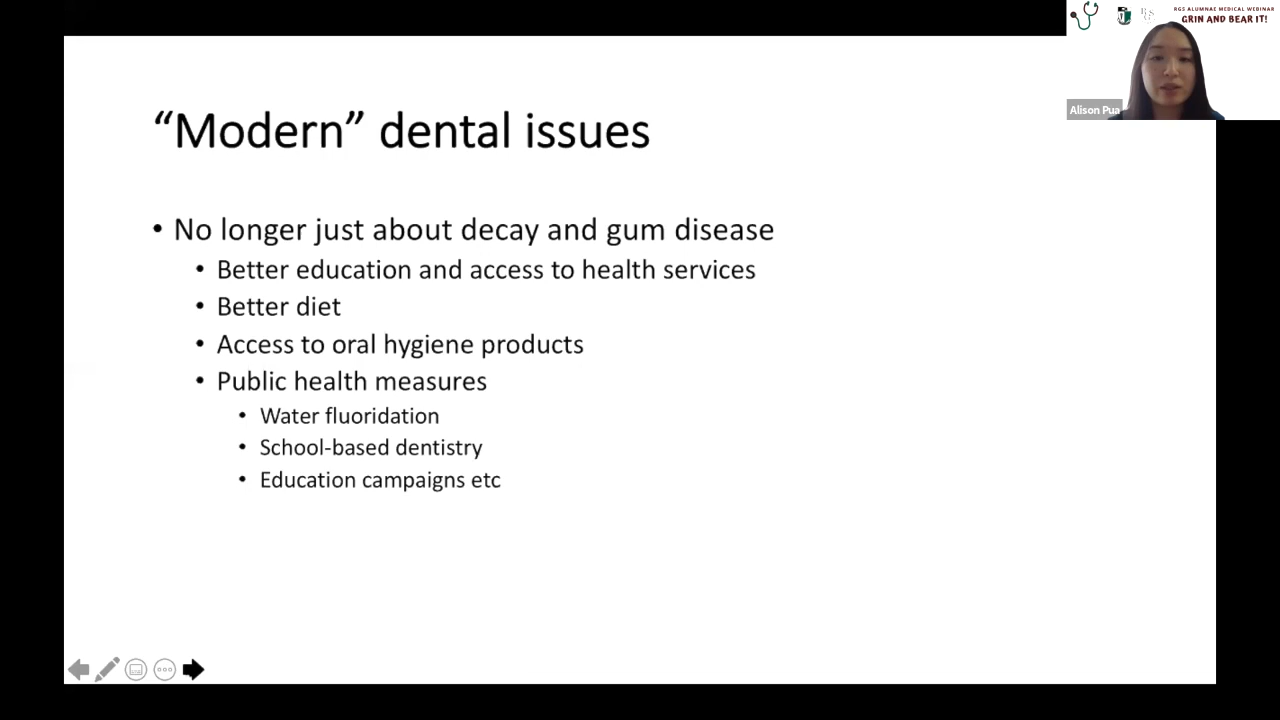 RGS ALUMNAE MEDICAL WEBINAR
GRIN AND BEAR IT!
Alison Pua
“Modern” dental issues
• No longer just about decay and gum disease
• Better education and access to health services
• Better diet
• Access to oral hygiene products
• Public health measures
• Water fluoridation
• School-based dentistry
• Education campaigns etc